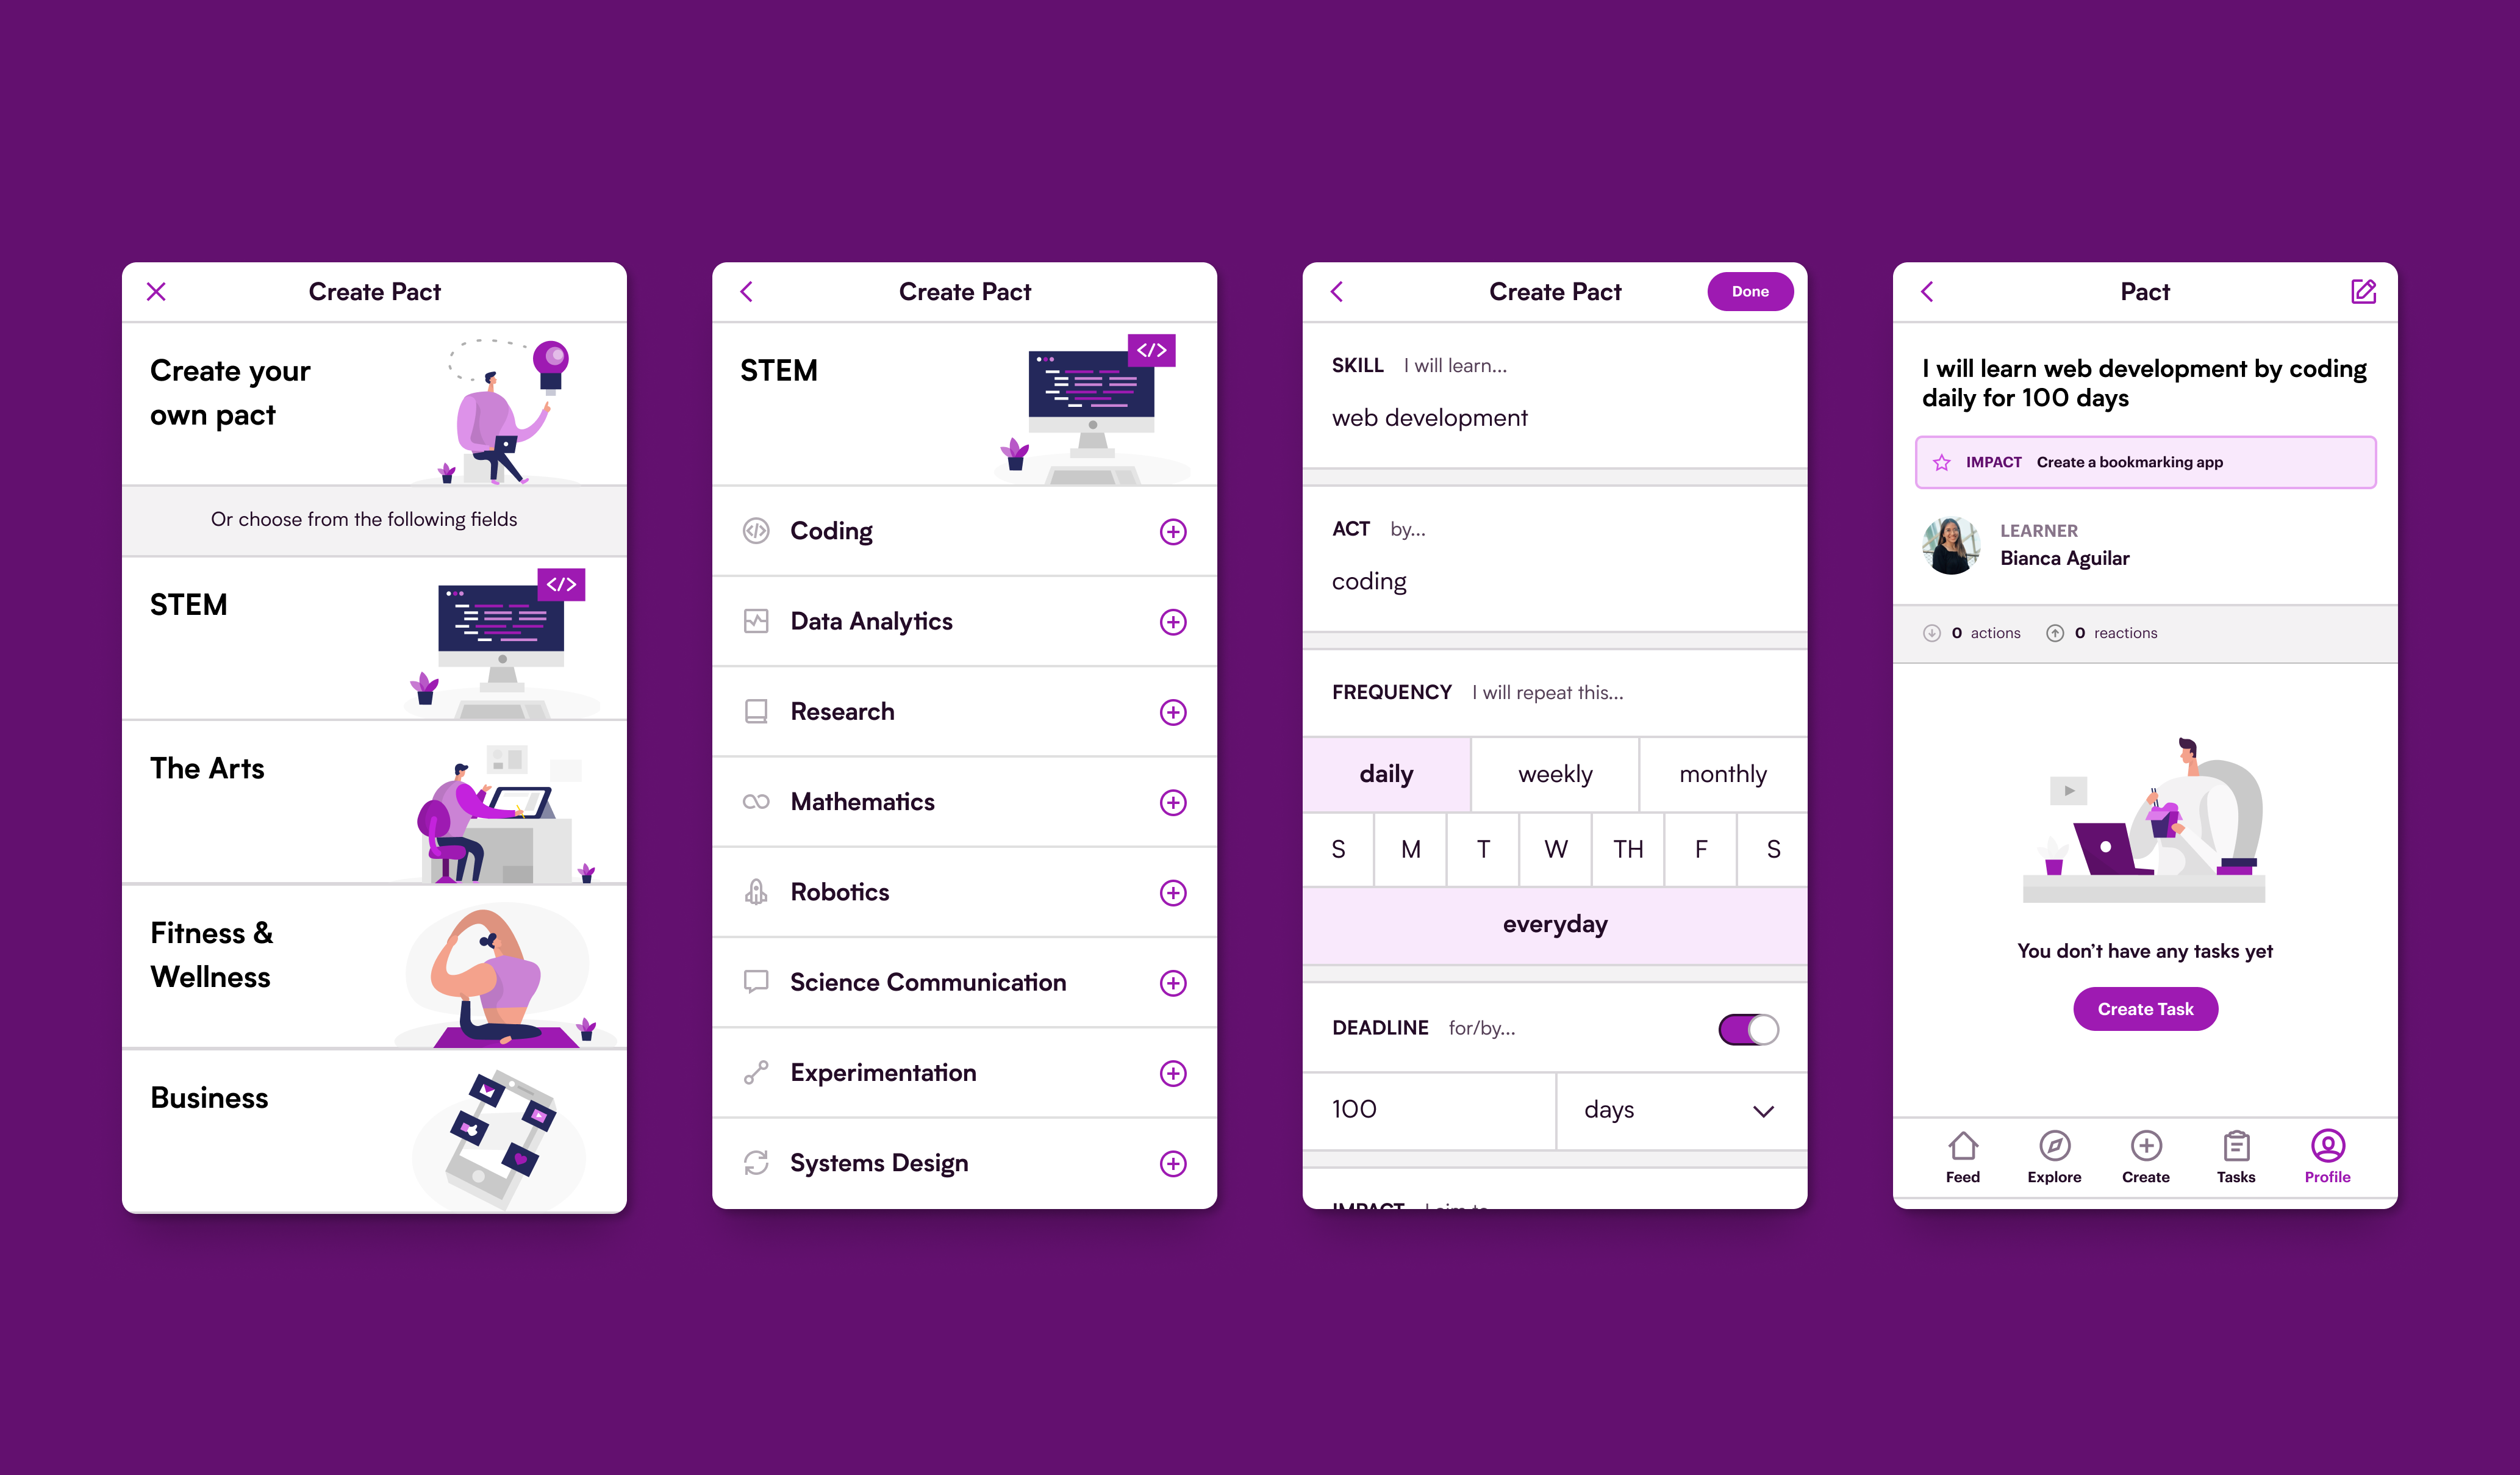 Create Pact
Create your
own pact
Or choose from the following fields
STEM
</>
The Arts
Fitness &
Wellness
Business
Create Pact
STEM
</>
Coding
Data Analytics
Research
Mathematics
Robotics
Science Communication
Experimentation
Systems Design
Create Pact
Done
SKILL I will learn...
web development
ACT by...
coding
FREQUENCY I will repeat this...
daily weekly monthly
S M T W TH F S
everyday
DEADLINE for/by...
100 days
IMPACT I aim to
Pact
I will learn web development by coding
daily for 100 days
IMPACT Create a bookmarking app
LEARNER
Bianca Aguilar
0 actions 0 reactions
You don’t have any tasks yet
Create Task
Feed Explore Create Tasks Profile